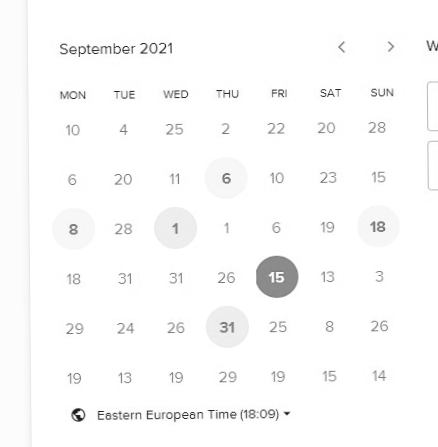 September 2021
W
MON TUE WED THU FRI SAT SUN
10 4 25 2 22 20 28
6 20 11 6 10 23 15
8 28 1 1 6 19 18
18 31 31 26 15 13 3
29 24 26 31 25 8 26
19 13 19 29 19 15 14
Eastern European Time (18:09)